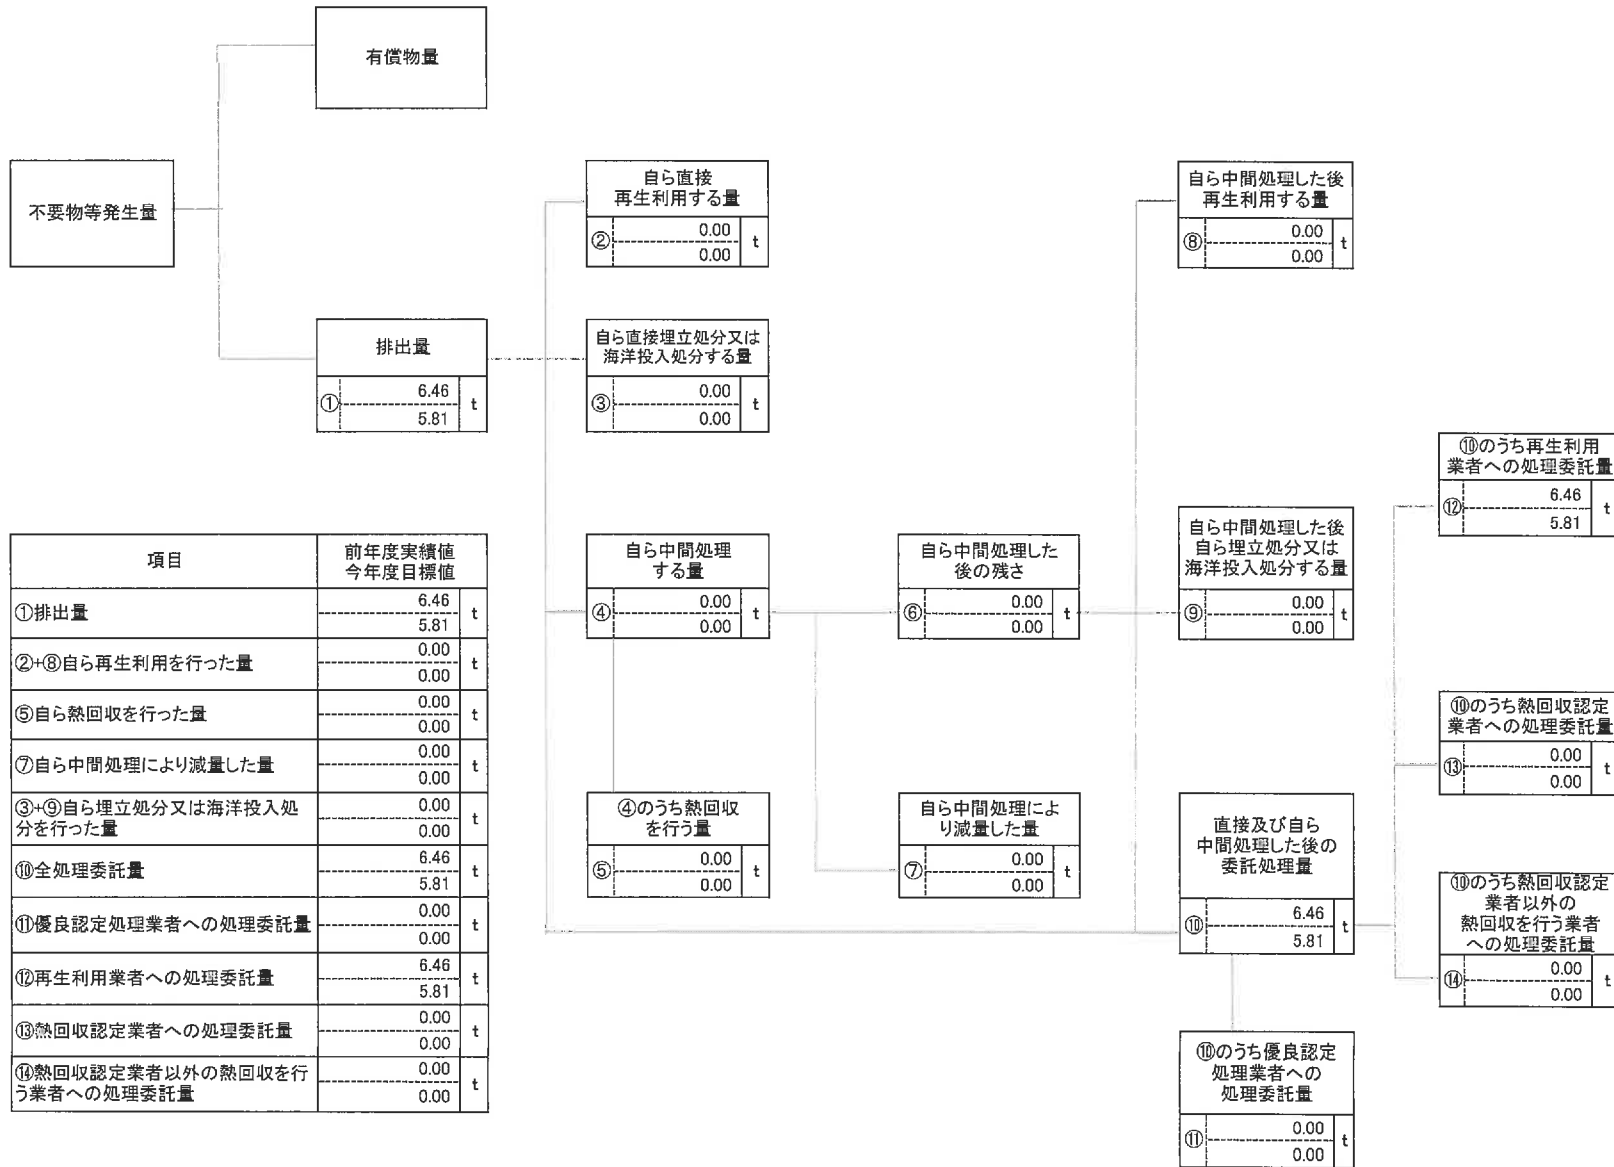 有償物量
不要物等発生量
排出量
① 6.46 t
5.81
自ら直接
再生利用する量
② 0.00 t
0.00
自ら直接埋立処分又は
海洋投入処分する量
③ 0.00 t
0.00
自ら中間処理
する量
④ 0.00 t
0.00
④のうち熱回収
を行う量
⑤ 0.00 t
0.00
自ら中間処理した
後の残さ
⑥ 0.00 t
0.00
自ら中間処理によ
り減量した量
⑦ 0.00 t
0.00
自ら中間処理した後
再生利用する量
⑧ 0.00 t
0.00
自ら中間処理した後
自ら埋立処分又は
海洋投入処分する量
⑨ 0.00 t
0.00
直接及び自ら
中間処理した後の
委託処理量
⑩ 6.46 t
5.81
⑩のうち優良認定
処理業者への
処理委託量
⑪ 0.00 t
0.00
⑩のうち再生利用
業者への処理委託量
⑫ 6.46 t
5.81
⑩のうち熱回収認定
業者への処理委託量
⑬ 0.00 t
0.00
⑩のうち熱回収認定
業者以外の
熱回収を行う業者
への処理委託量
⑭ 0.00 t
0.00
項目 前年度実績値
今年度目標値
①排出量 6.46 t
5.81
②+⑧自ら再生利用を行った量 0.00 t
0.00
⑤自ら熱回収を行った量 0.00 t
0.00
⑦自ら中間処理により減量した量 0.00 t
0.00
③+⑨自ら埋立処分又は海洋投入処 0.00 t
分を行った量 0.00
⑩全処理委託量 6.46 t
5.81
⑪優良認定処理業者への処理委託量 0.00 t
0.00
⑫再生利用業者への処理委託量 6.46 t
5.81
⑬熱回収認定業者への処理委託量 0.00 t
0.00
⑭熱回収認定業者以外の熱回収を行 0.00 t
う業者への処理委託量 0.00